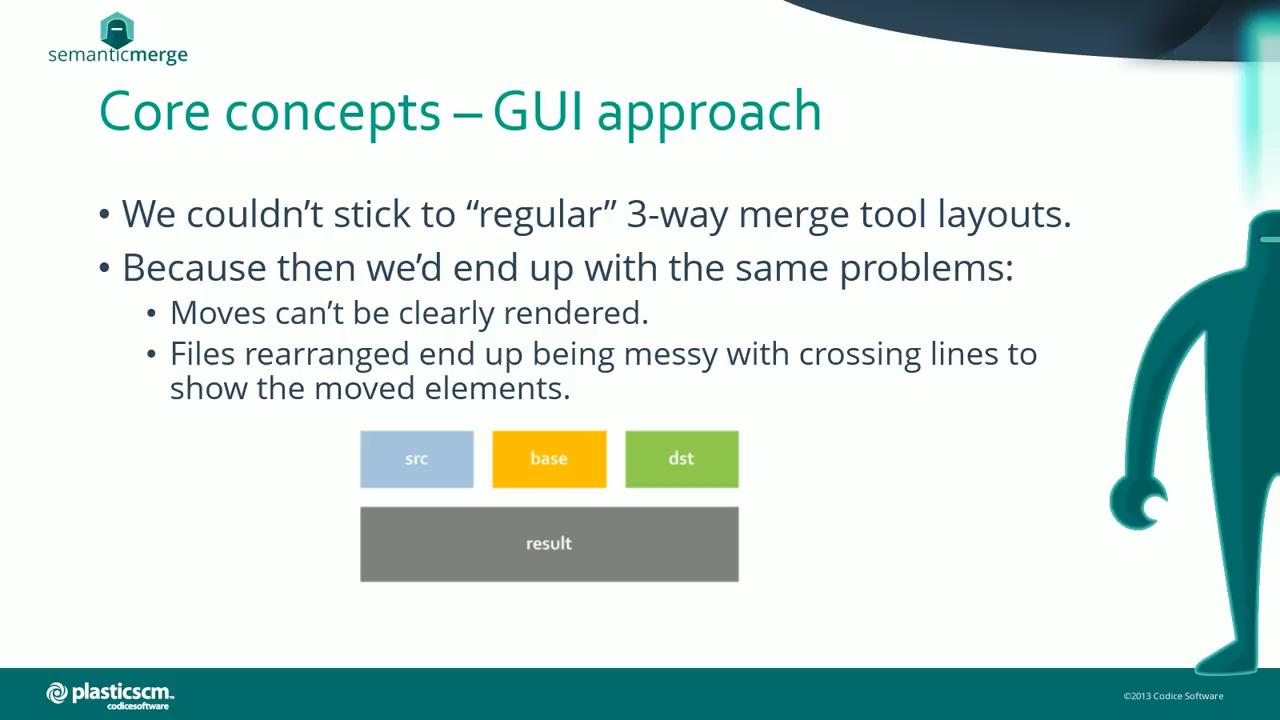 semanticmerge
Core concepts – GUI approach
• We couldn’t stick to “regular” 3-way merge tool layouts.
• Because then we’d end up with the same problems:
• Moves can’t be clearly rendered.
• Files rearranged end up being messy with crossing lines to
show the moved elements.
src base dst
result
plasticscm™
codicesoftware
©2013 Codice Software